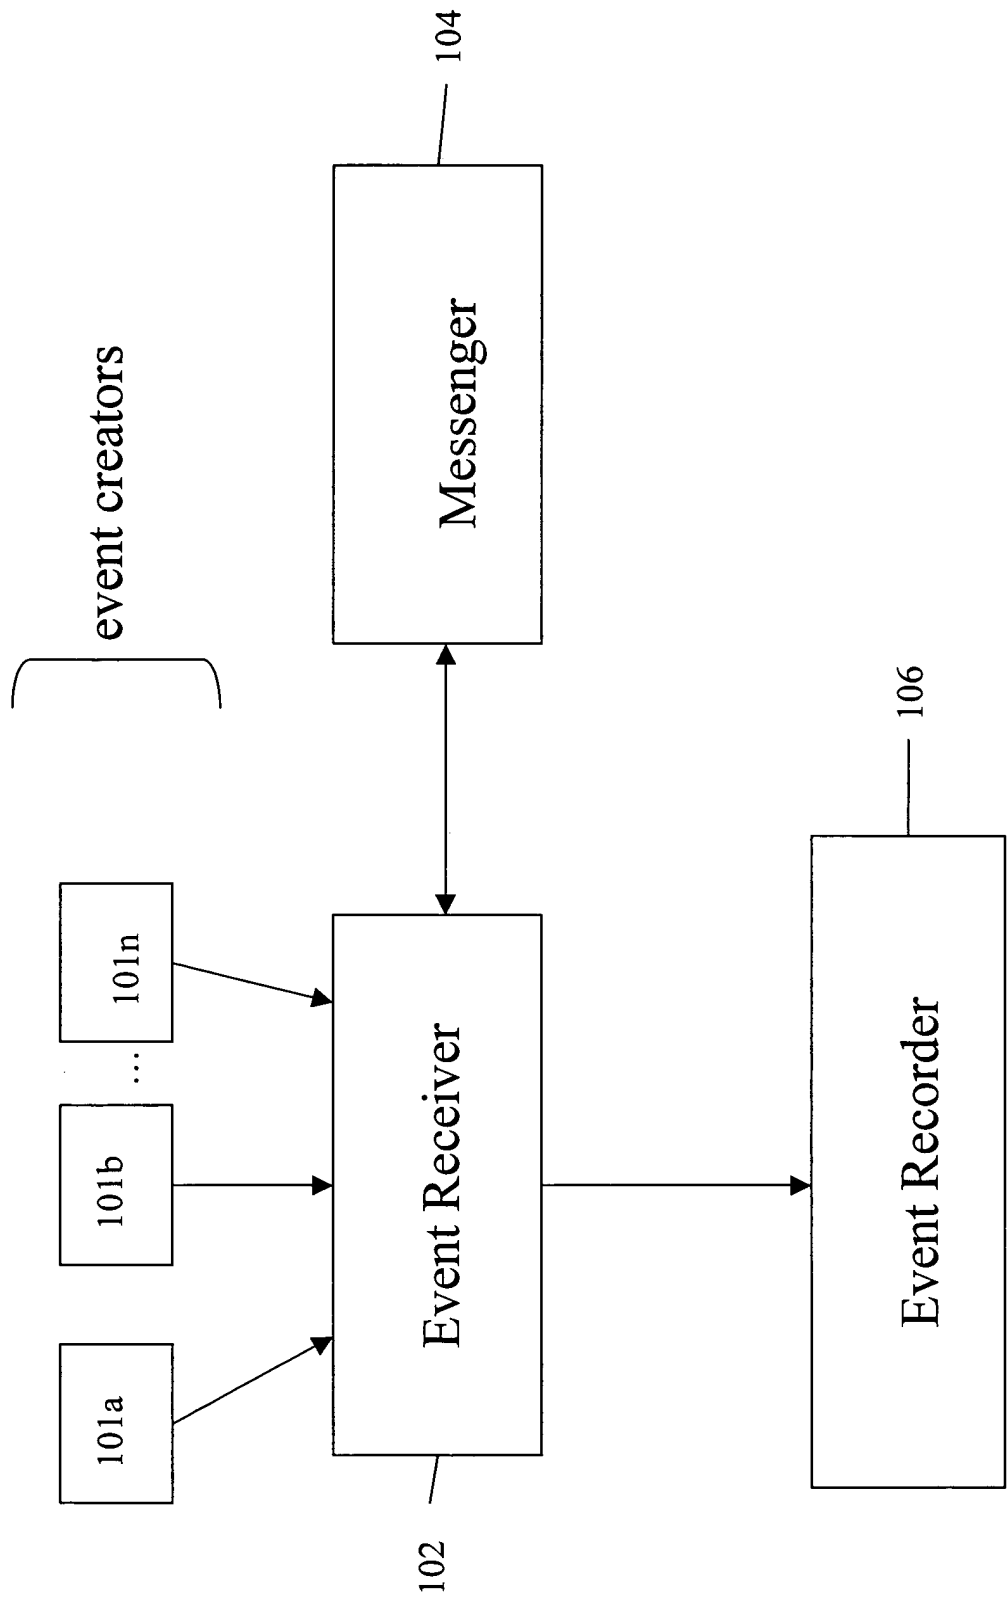 101a
101b
...
101n
event creators
102
Event Receiver
Messenger
104
Event Recorder
106